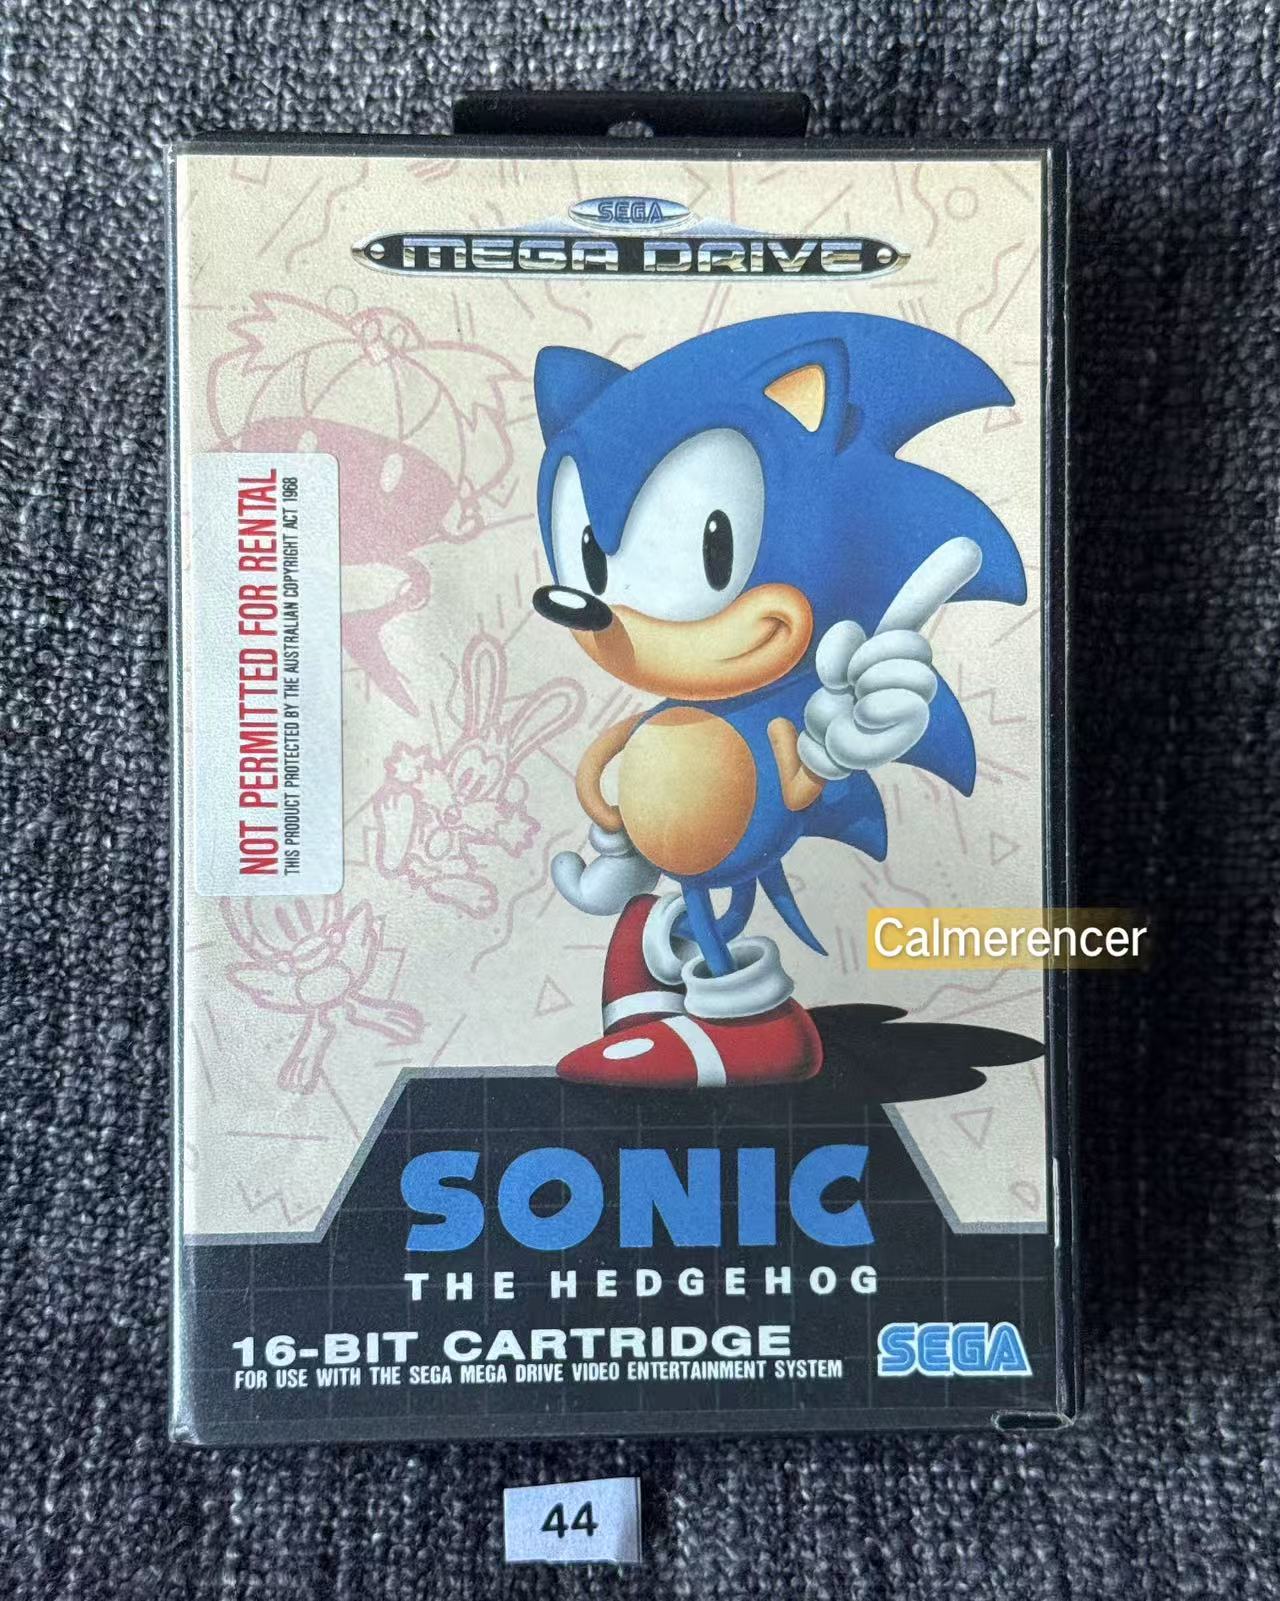 SEGA
MEGA DRIVE
NOT PERMITTED FOR RENTAL
THIS PRODUCT PROTECTED BY THE AUSTRALIAN COPYRIGHT ACT 1968
Calmerencer
SONIC
THE HEDGEHOG
16-BIT CARTRIDGE
FOR USE WITH THE SEGA MEGA DRIVE VIDEO ENTERTAINMENT SYSTEM
SEGA
44